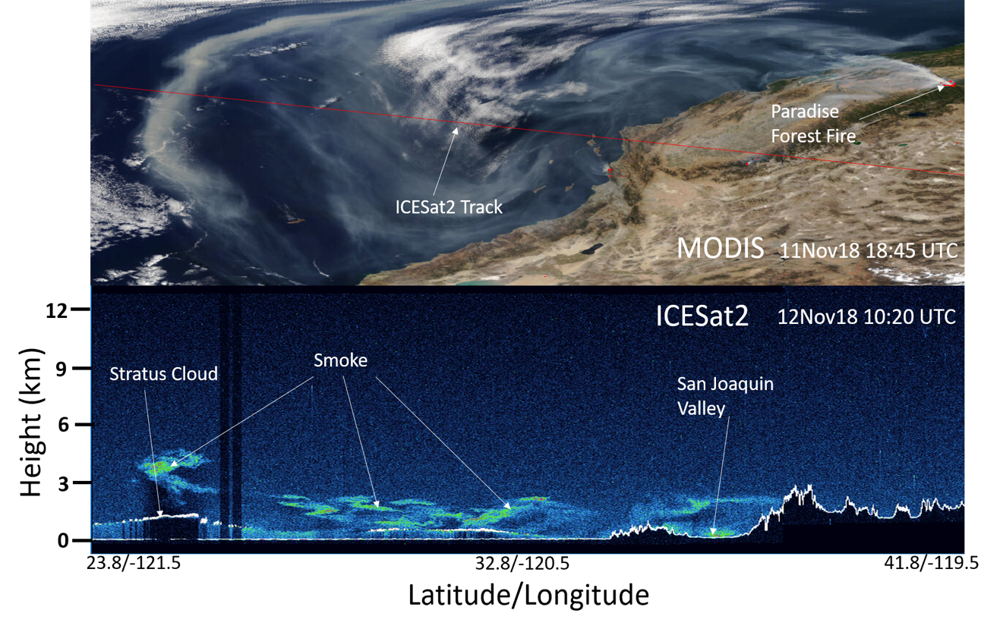 Paradise
Forest Fire
ICESat2 Track
MODIS 11Nov18 18:45 UTC
ICESat2 12Nov18 10:20 UTC
12
9
6
3
0
Height (km)
Stratus Cloud
Smoke
San Joaquin
Valley
23.8/-121.5
32.8/-120.5
41.8/-119.5
Latitude/Longitude